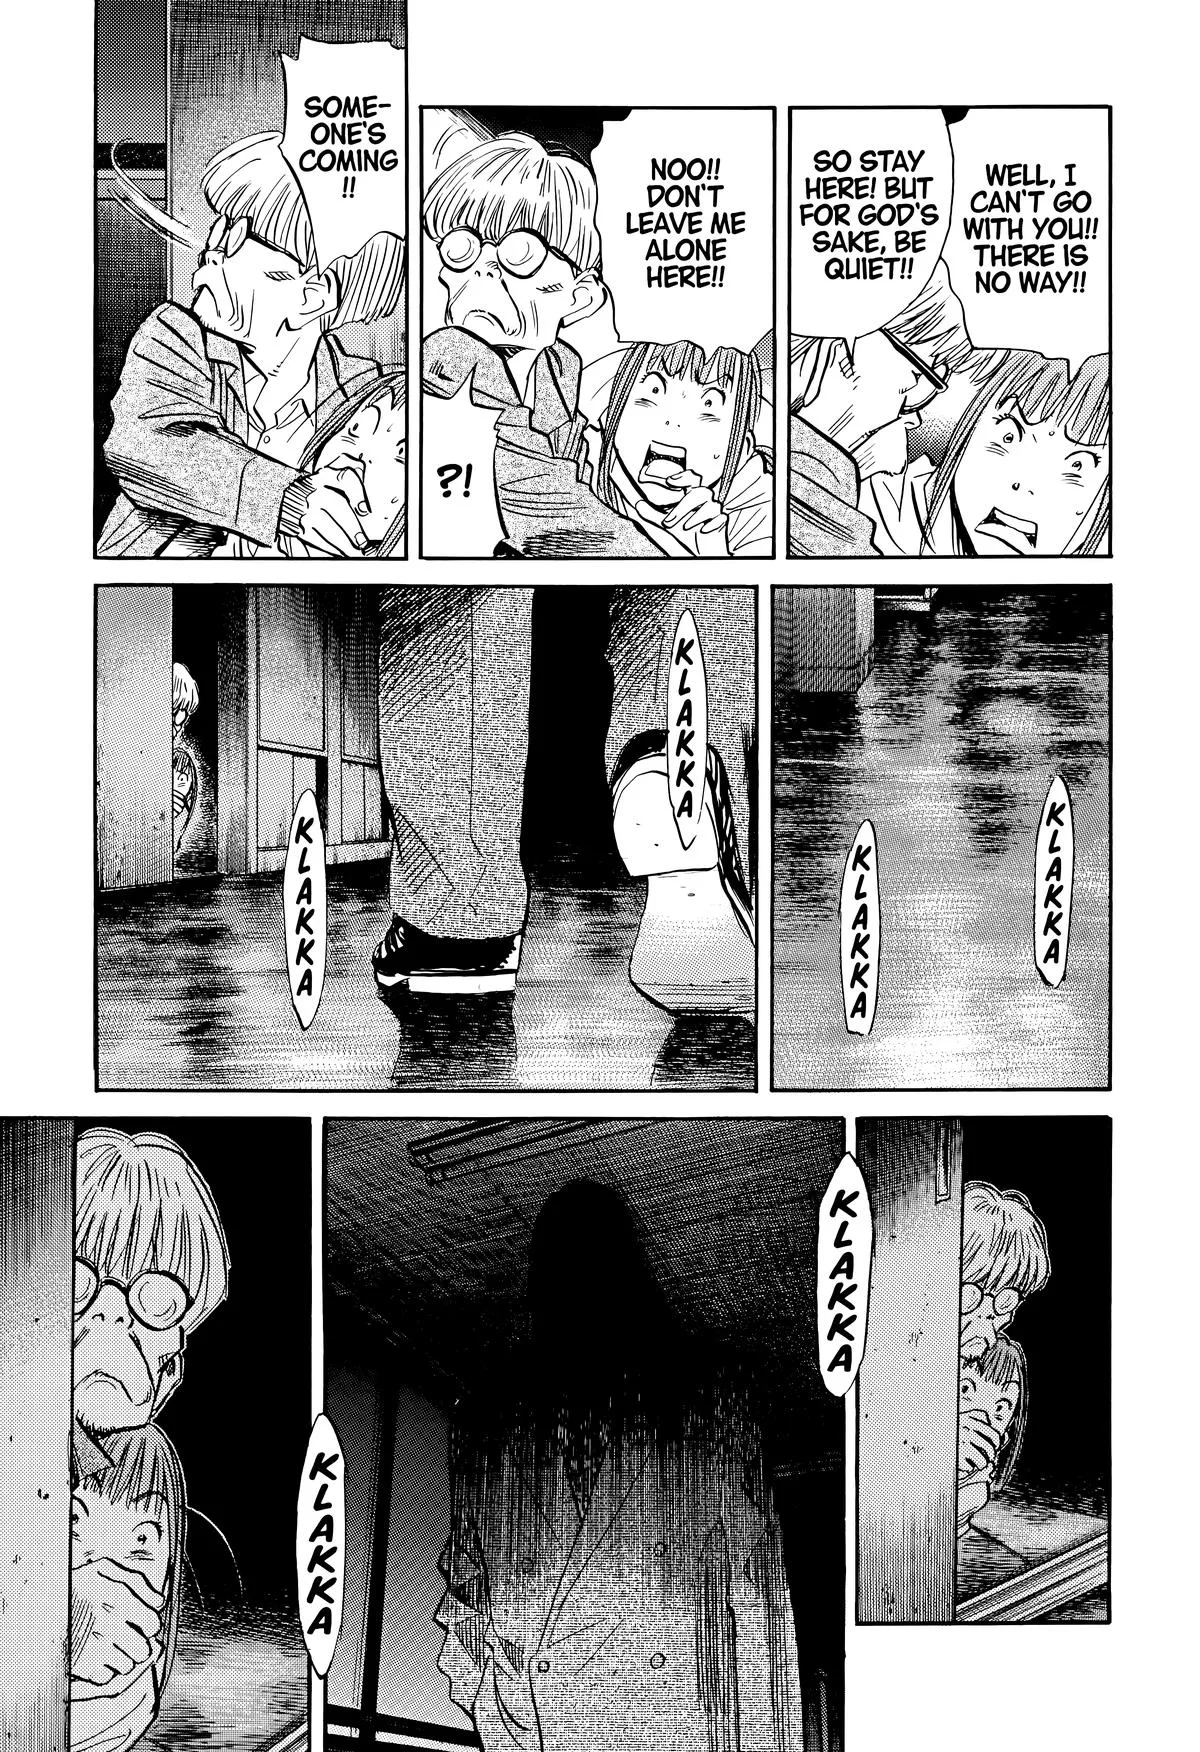 WELL, I
CAN'T GO
WITH YOU!!
THERE IS
NO WAY!!
SO STAY
HERE! BUT
FOR GOD'S
SAKE, BE
QUIET!!
NOO!!
DON'T
LEAVE ME
ALONE
HERE!!
?!
SOME-
ONE'S
COMING
!!
KLAKKA
KLAKKA
KLAKKA
KLAKKA
KLAKKA
KLAKKA